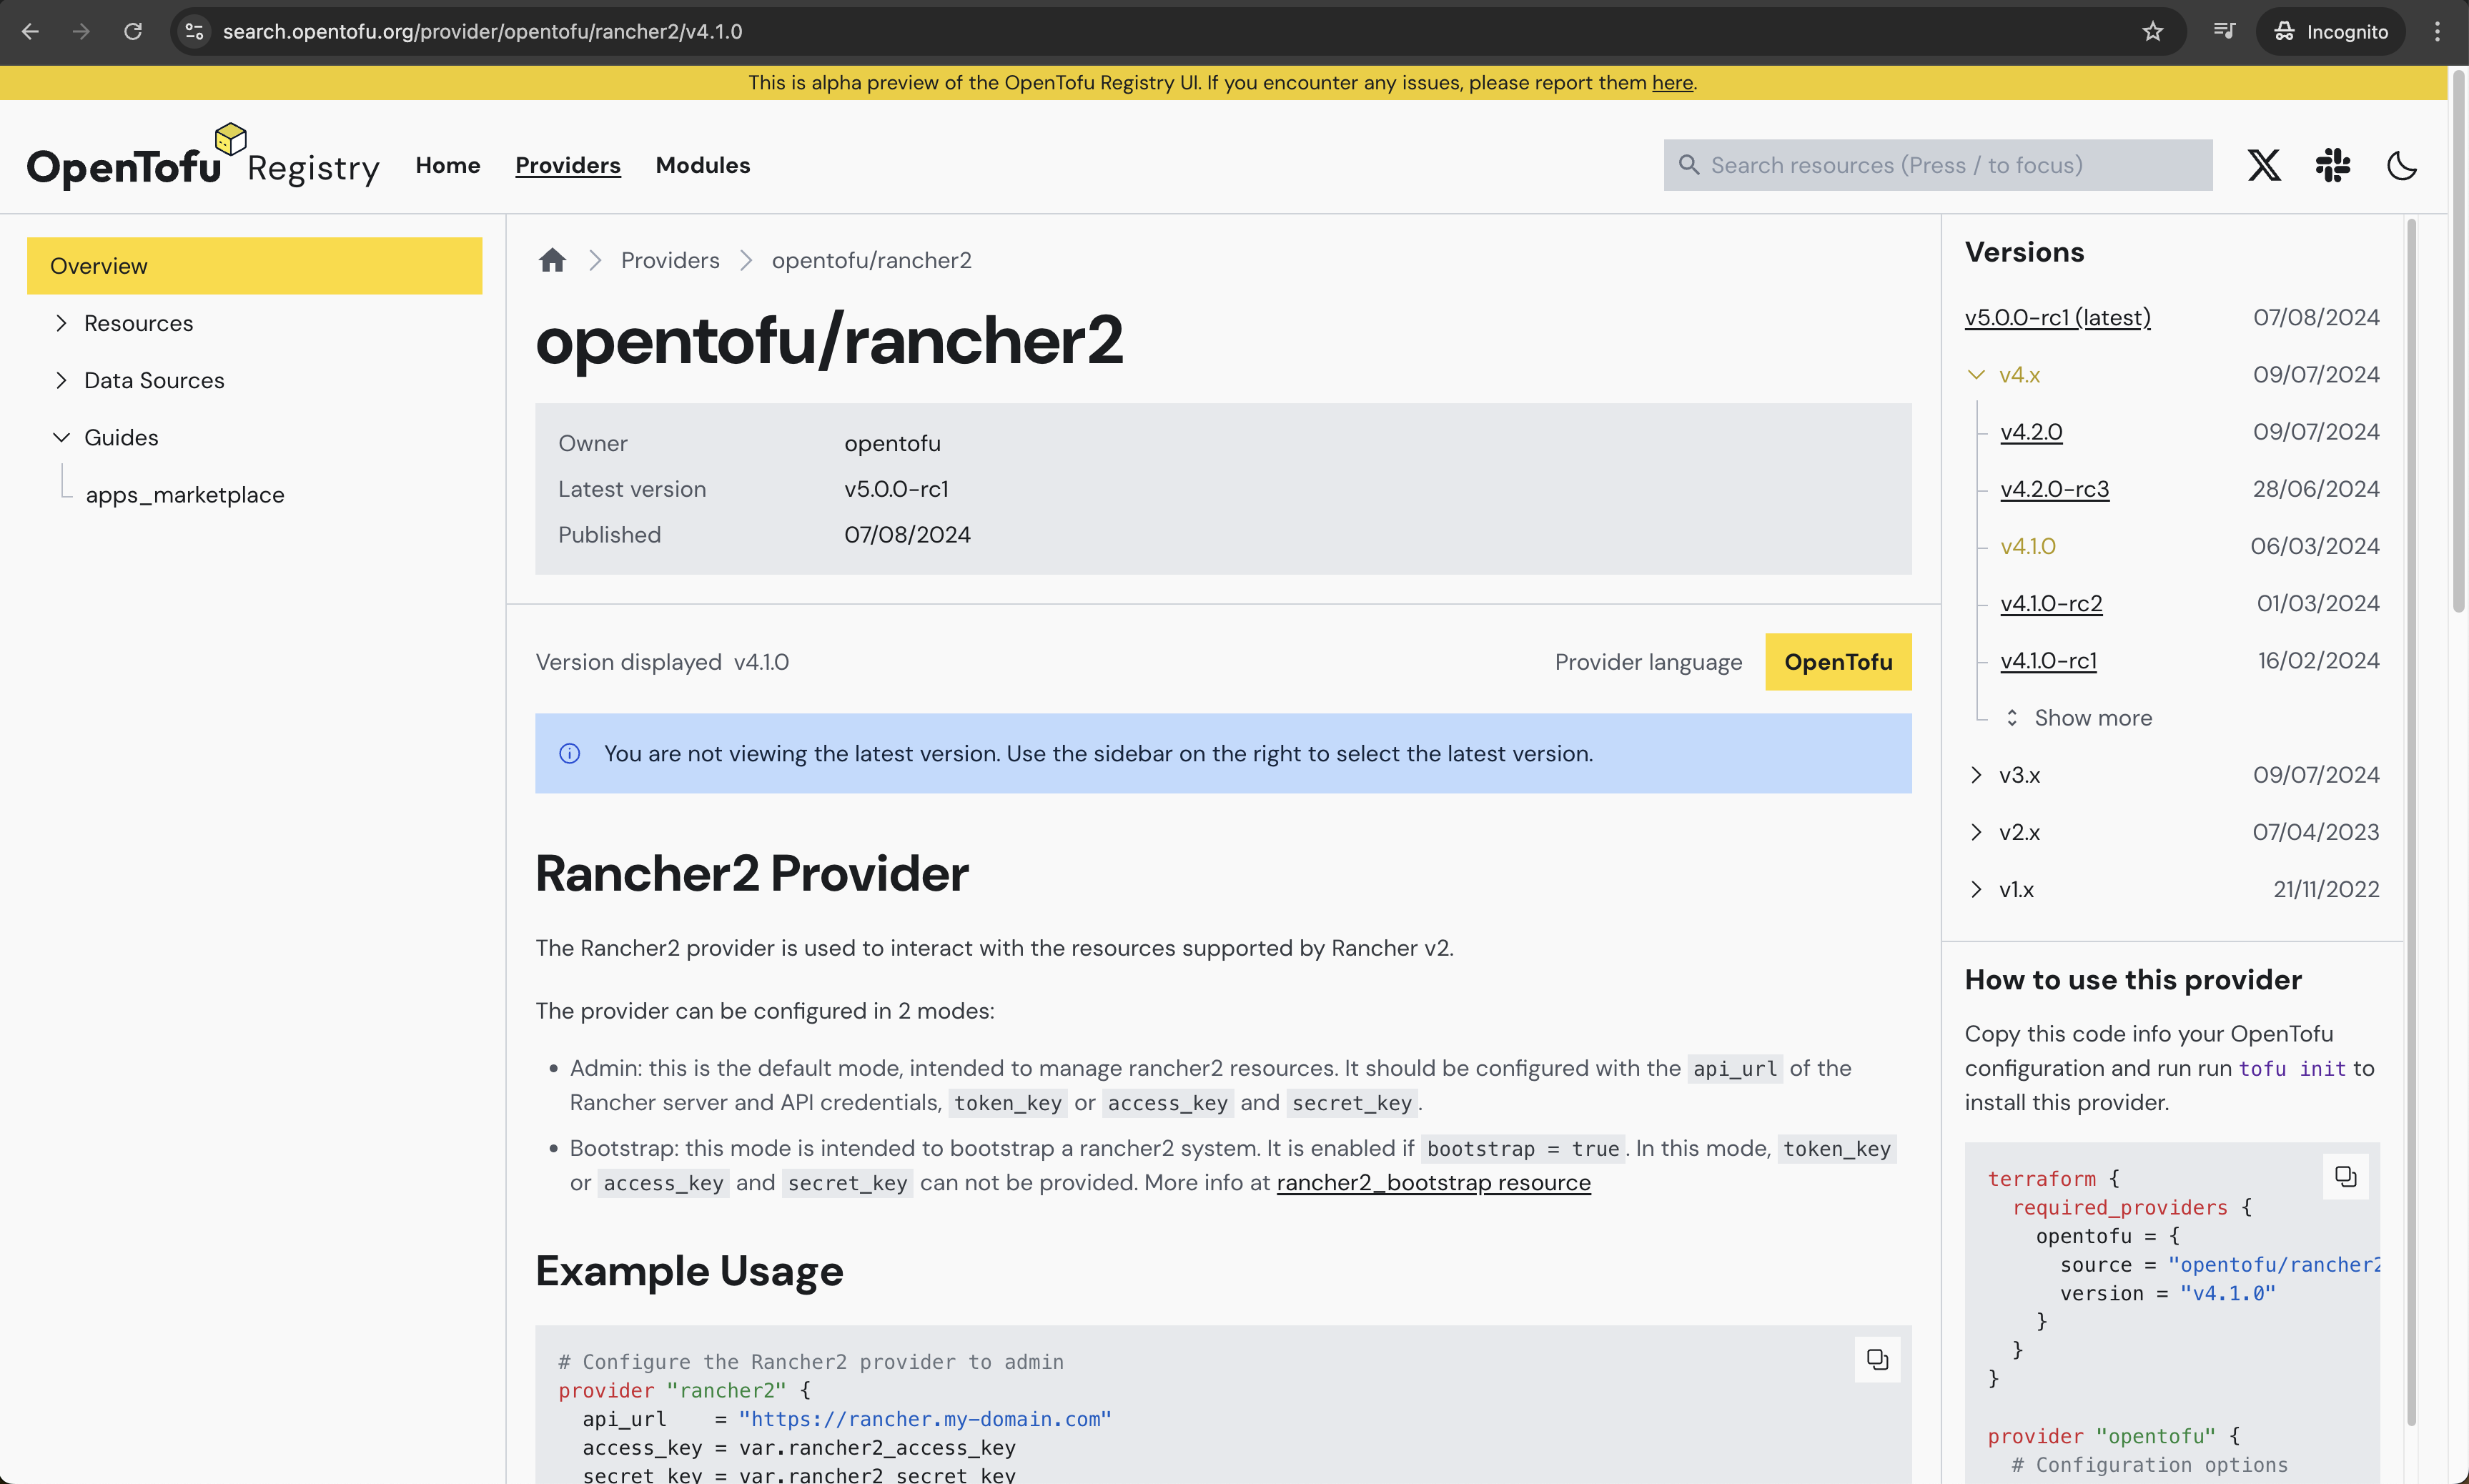 search.opentofu.org/provider/opentofu/rancher2/v4.1.0
Incognito
This is alpha preview of the OpenTofu Registry UI. If you encounter any issues, please report them here.
OpenTofu Registry
Home
Providers
Modules
Search resources (Press / to focus)
Overview
Resources
Data Sources
Guides
apps_marketplace
Providers
opentofu/rancher2
opentofu/rancher2
Owner opentofu
Latest version v5.0.0-rc1
Published 07/08/2024
Version displayed v4.1.0
Provider language OpenTofu
You are not viewing the latest version. Use the sidebar on the right to select the latest version.
Rancher2 Provider
The Rancher2 provider is used to interact with the resources supported by Rancher v2.
The provider can be configured in 2 modes:
• Admin: this is the default mode, intended to manage rancher2 resources. It should be configured with the api_url of the
Rancher server and API credentials, token_key or access_key and secret_key.
• Bootstrap: this mode is intended to bootstrap a rancher2 system. It is enabled if bootstrap = true. In this mode, token_key
or access_key and secret_key can not be provided. More info at rancher2_bootstrap resource
Example Usage
# Configure the Rancher2 provider to admin
provider "rancher2" {
api_url = "https://rancher.my-domain.com"
access_key = var.rancher2_access_key
secret_key = var.rancher2_secret_key
Versions
v5.0.0-rc1 (latest) 07/08/2024
v4.x 09/07/2024
v4.2.0 09/07/2024
v4.2.0-rc3 28/06/2024
v4.1.0 06/03/2024
v4.1.0-rc2 01/03/2024
v4.1.0-rc1 16/02/2024
Show more
v3.x 09/07/2024
v2.x 07/04/2023
v1.x 21/11/2022
How to use this provider
Copy this code info your OpenTofu
configuration and run run tofu init to
install this provider.
terraform {
required_providers {
opentofu = {
source = "opentofu/rancher2
version = "v4.1.0"
}
}
}
provider "opentofu" {
# Configuration options